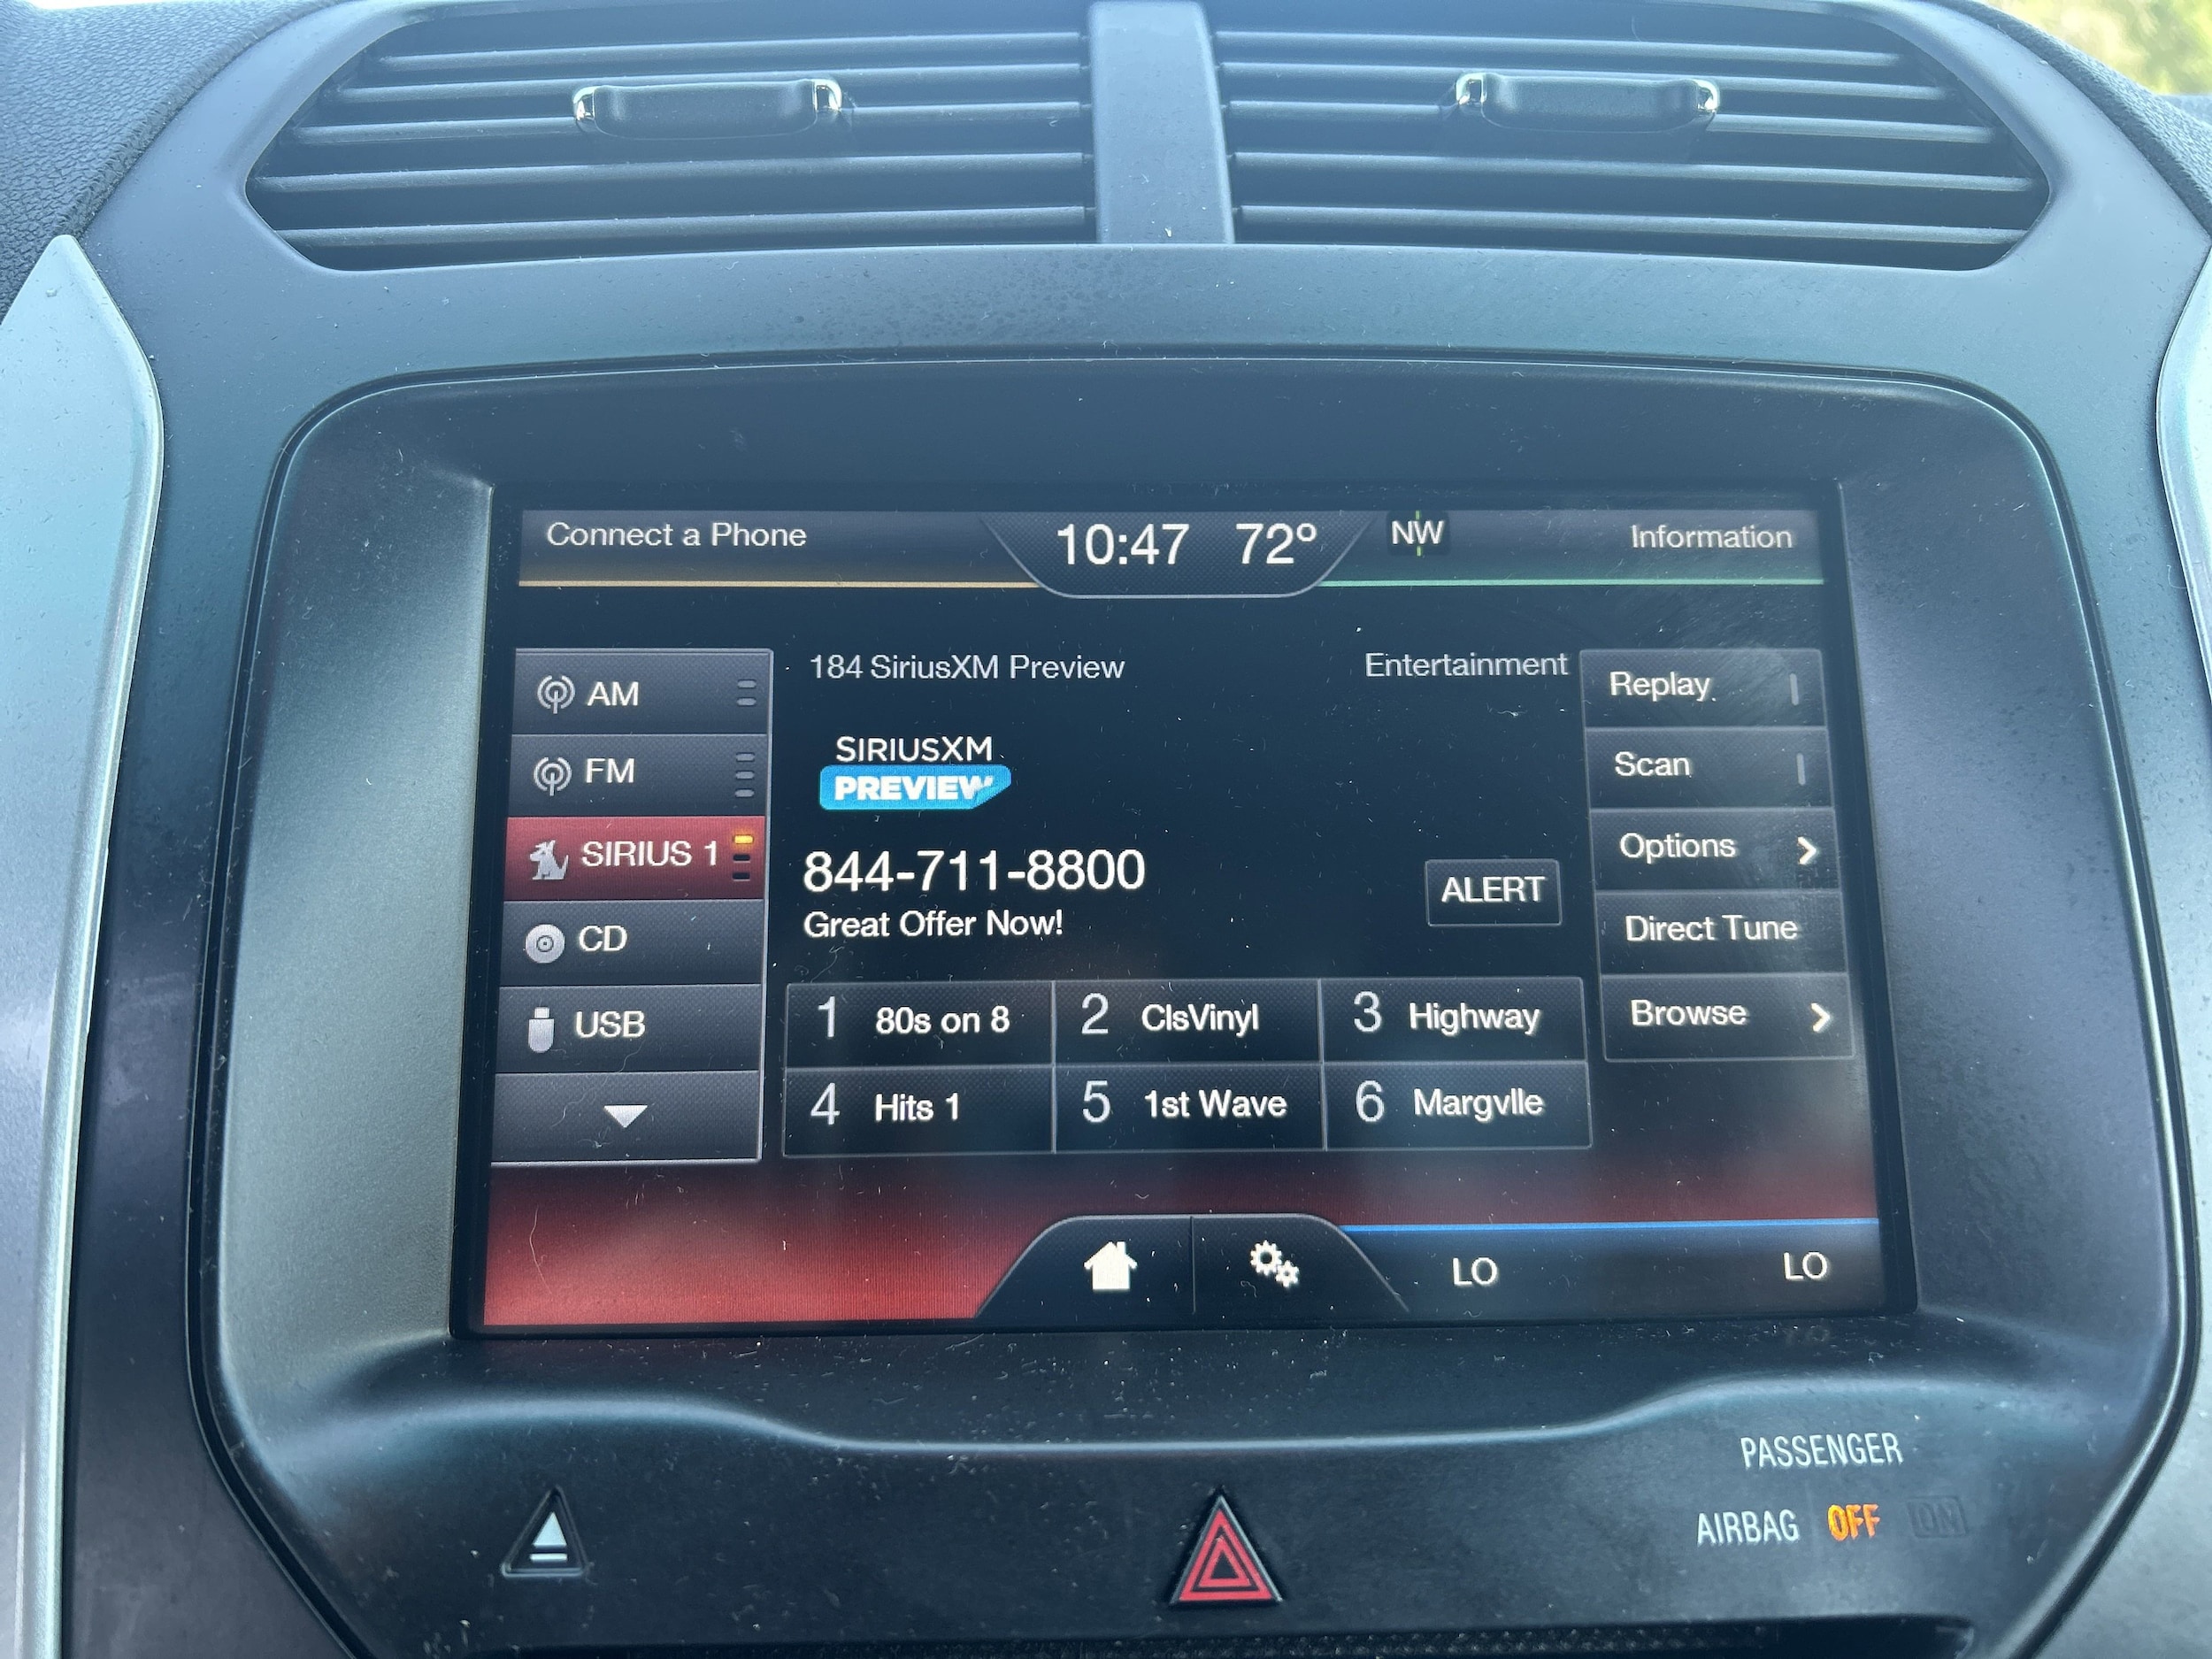 Connect a Phone
10:47 72°
NW
Information
AM
FM
SIRIUS 1
CD
USB
184 SiriusXM Preview
Entertainment
SIRIUSXM
PREVIEW
844-711-8800
Great Offer Now!
ALERT
1 80s on 8
2 ClsVinyl
3 Highway
4 Hits 1
5 1st Wave
6 Margvlle
Replay
Scan
Options
Direct Tune
Browse
LO
LO
PASSENGER
AIRBAG OFF ON